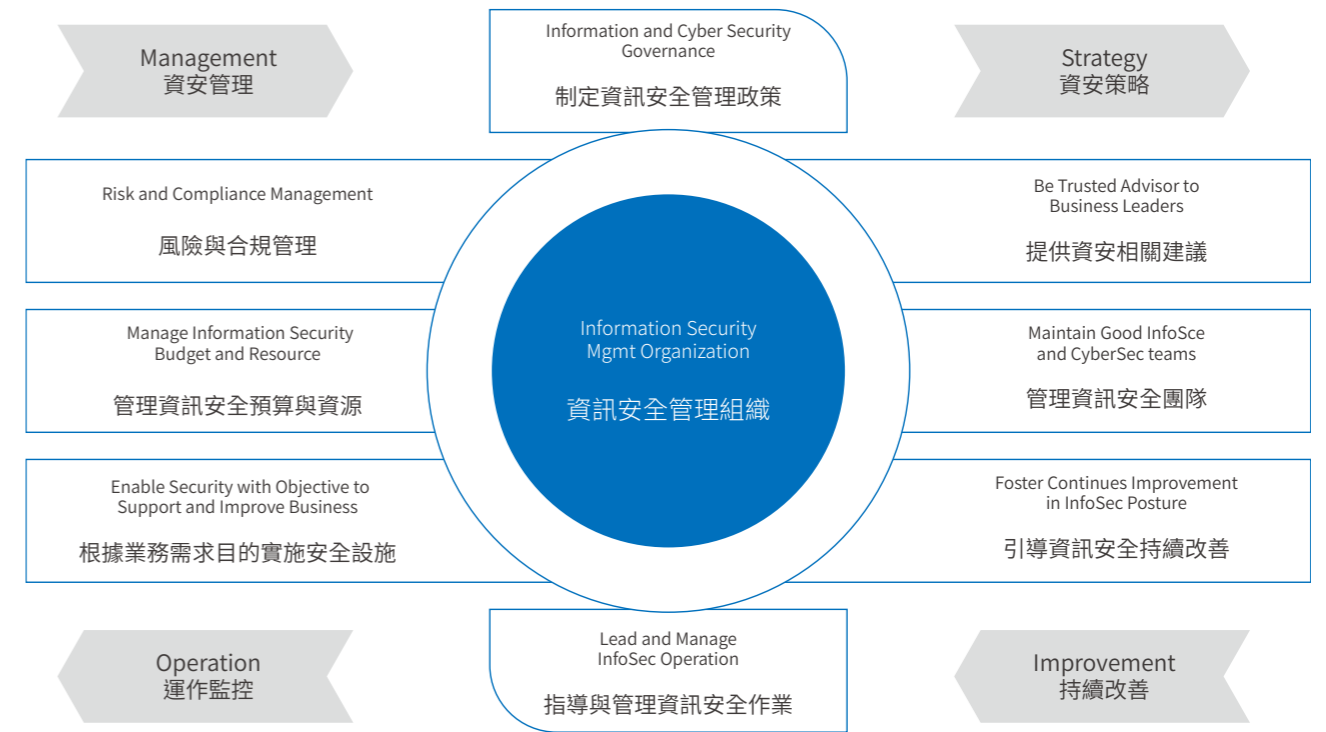 Management
資安管理
Information and Cyber Security
Governance
制定資訊安全管理政策
Strategy
資安策略
Risk and Compliance Management
風險與合規管理
Be Trusted Advisor to
Business Leaders
提供資安相關建議
Manage Information Security
Budget and Resource
管理資訊安全預算與資源
Information Security
Mgmt Organization
資訊安全管理組織
Maintain Good InfoSce
and CyberSec teams
管理資訊安全團隊
Enable Security with Objective to
Support and Improve Business
根據業務需求目的實施安全設施
Foster Continues Improvement
in InfoSec Posture
引導資訊安全持續改善
Operation
運作監控
Lead and Manage
InfoSec Operation
指導與管理資訊安全作業
Improvement
持續改善